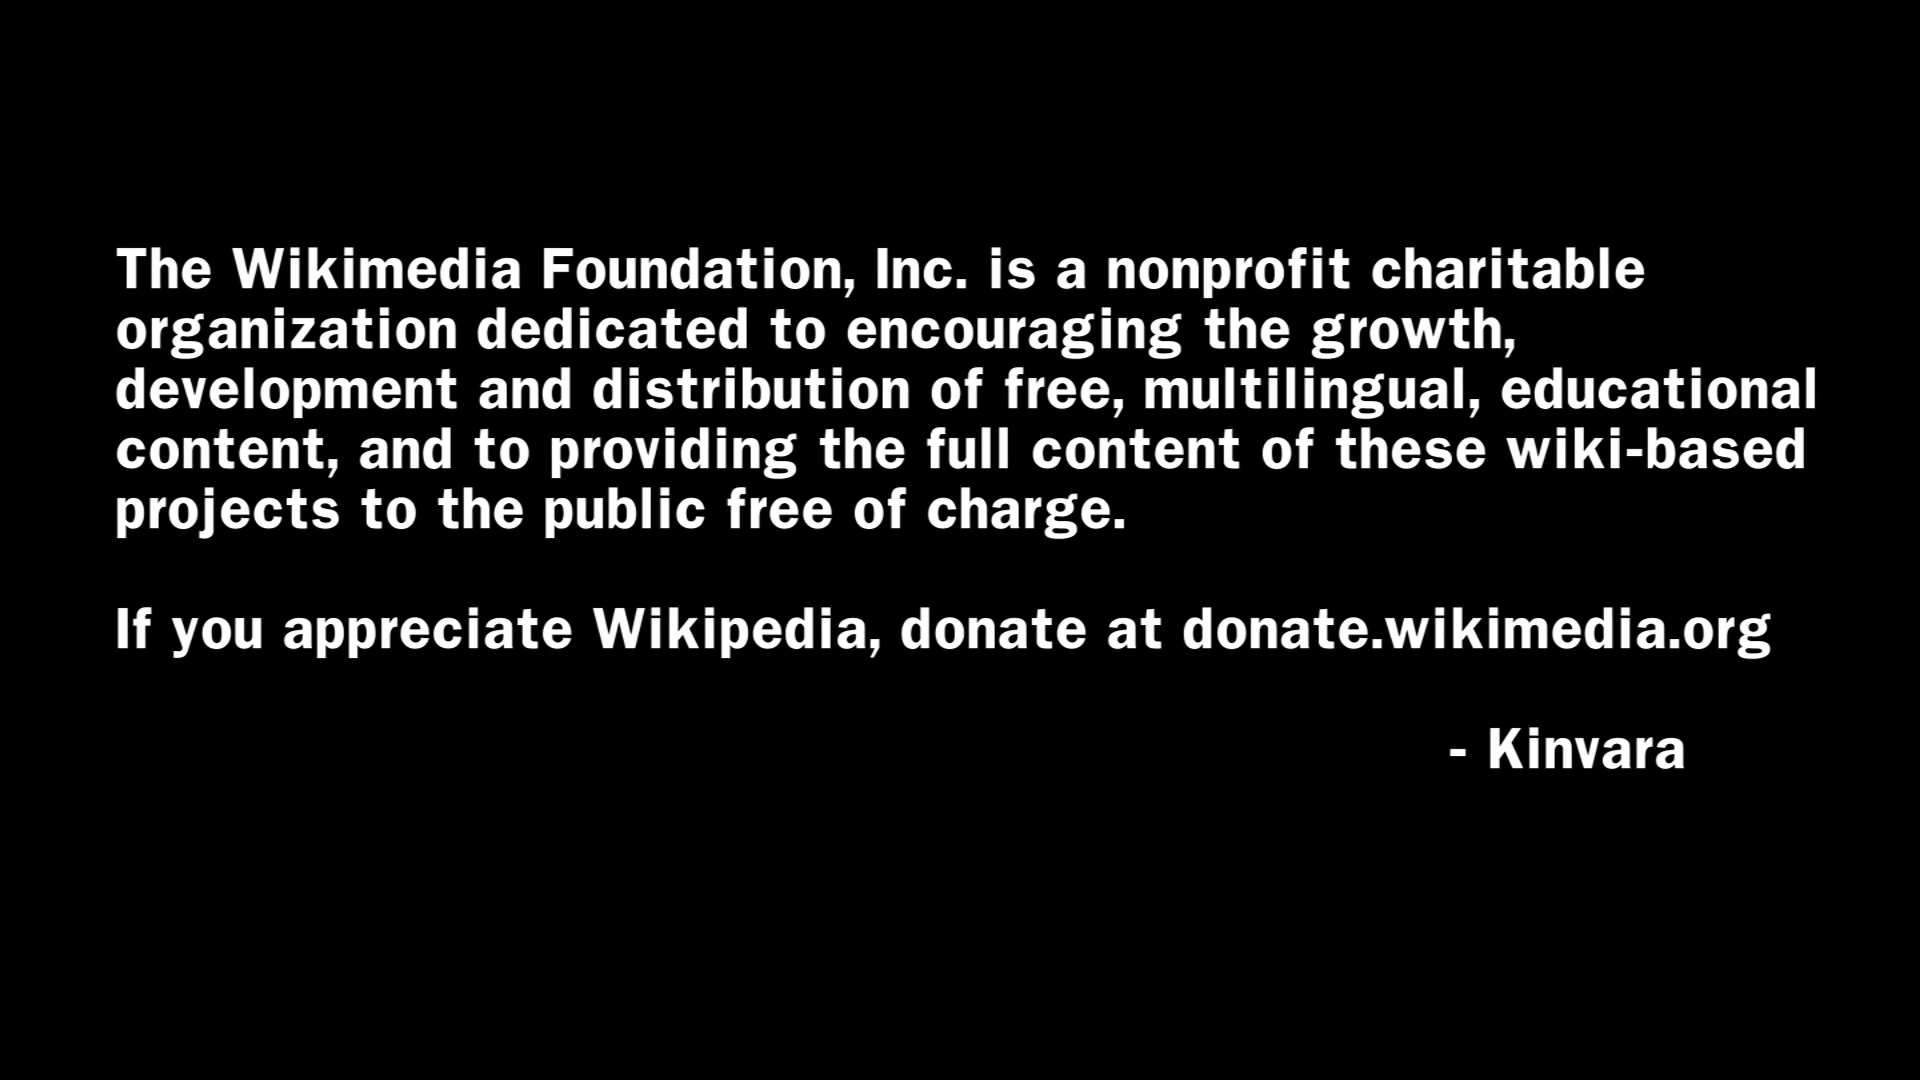 The Wikimedia Foundation, Inc. is a nonprofit charitable
organization dedicated to encouraging the growth,
development and distribution of free, multilingual, educational
content, and to providing the full content of these wiki-based
projects to the public free of charge.
If you appreciate Wikipedia, donate at donate.wikimedia.org
- Kinvara